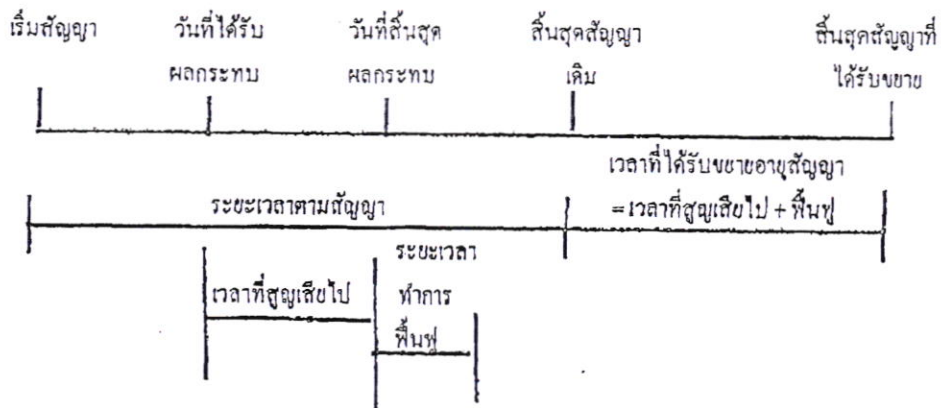 เริ่มสัญญา วันที่ได้รับ วันที่สิ้นสุด สิ้นสุดสัญญา สิ้นสุดสัญญาที่
ผลกระทบ ผลกระทบ เดิม ได้รับขยาย
เวลาที่ได้รับขยายอายุสัญญา
ระยะเวลาตามสัญญา =เวลาที่สูญเสียไป + ฟื้นฟู
ระยะเวลา
เวลาที่สูญเสียไป ทำการ
ฟื้นฟู